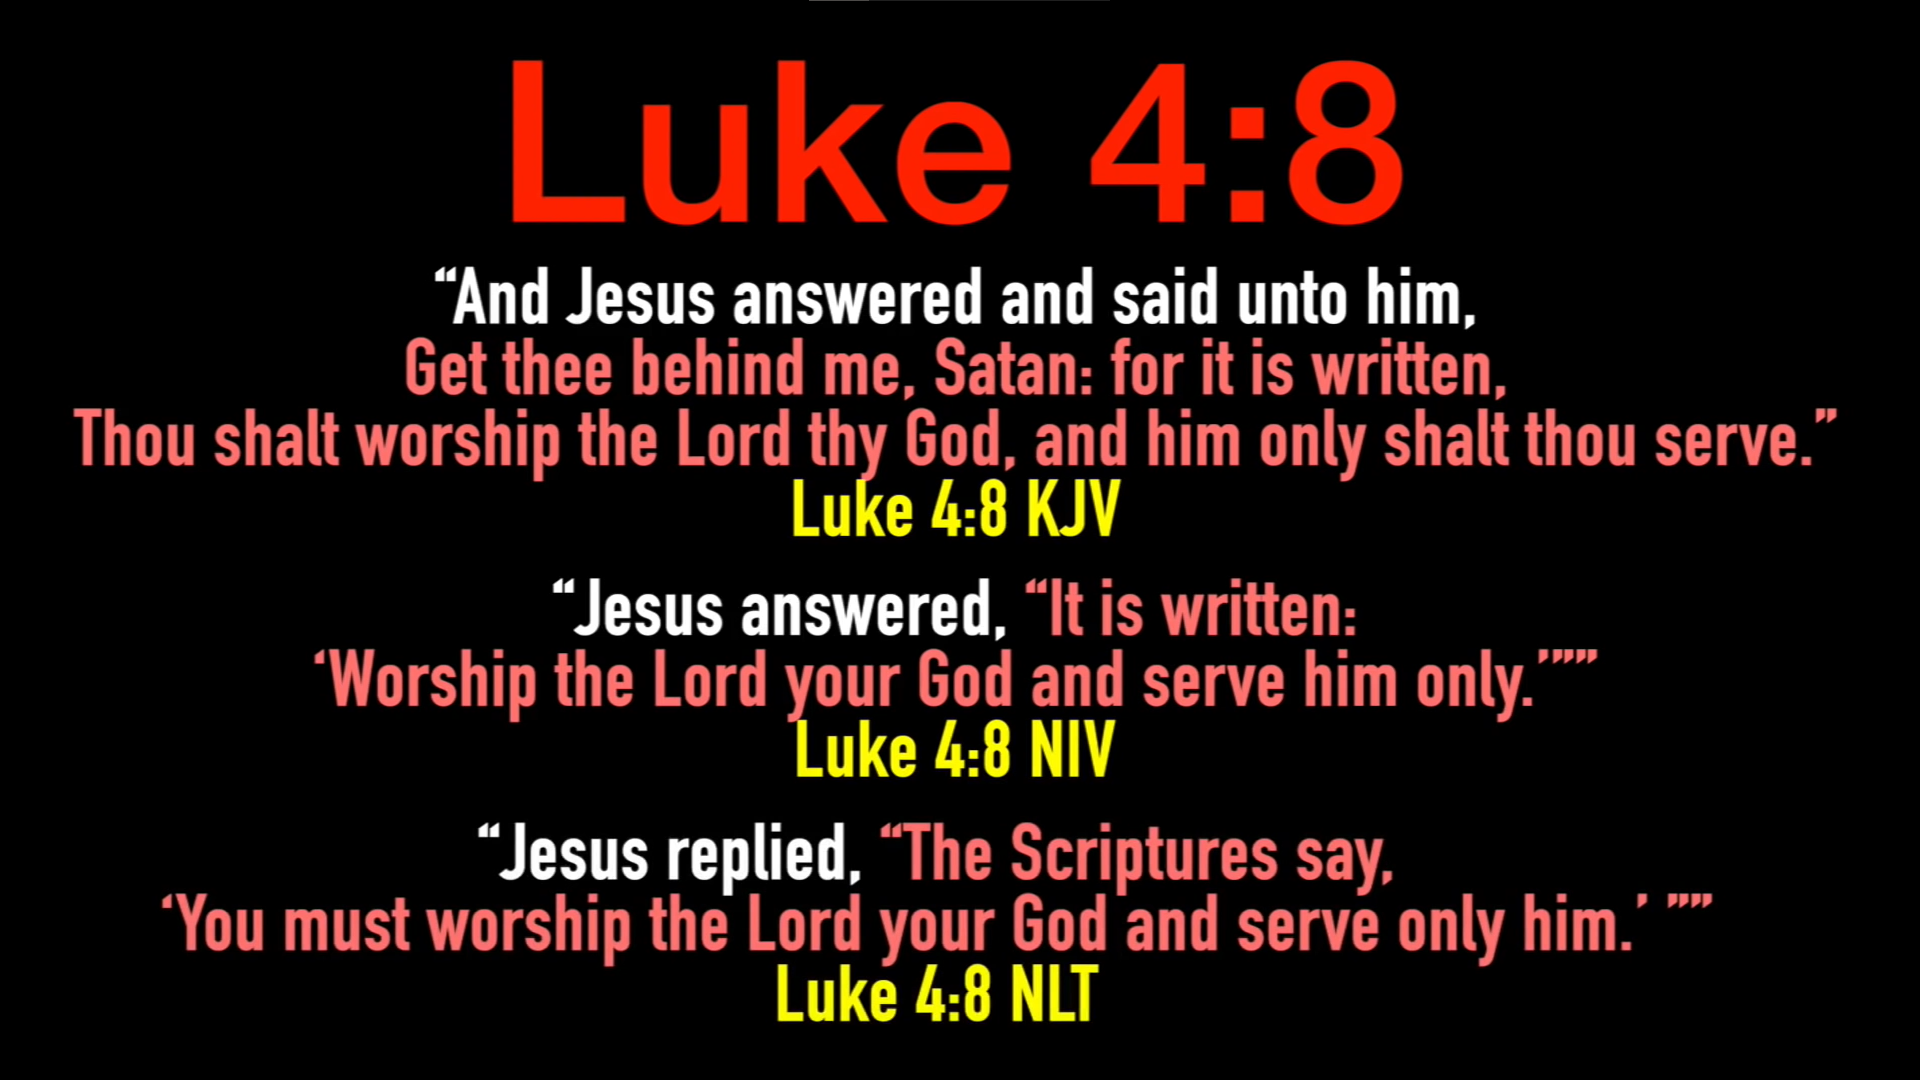 Luke 4:8
“And Jesus answered and said unto him,
Get thee behind me, Satan: for it is written,
Thou shalt worship the Lord thy God, and him only shalt thou serve.”
Luke 4:8 KJV
“Jesus answered, “It is written:
‘Worship the Lord your God and serve him only.’””
Luke 4:8 NIV
“Jesus replied, “The Scriptures say,
‘You must worship the Lord your God and serve only him.’ ””
Luke 4:8 NLT